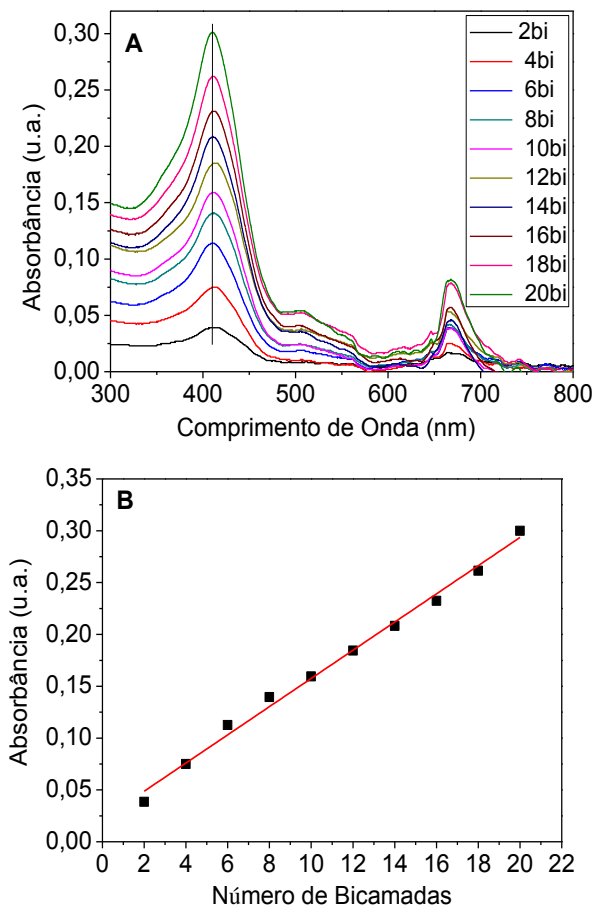 A
0,30
0,25
0,20
0,15
0,10
0,05
0,00
Absorbância (u.a.)
300 400 500 600 700 800
Comprimento de Onda (nm)
2bi
4bi
6bi
8bi
10bi
12bi
14bi
16bi
18bi
20bi
B
0,35
0,30
0,25
0,20
0,15
0,10
0,05
0,00
Absorbância (u.a.)
0 2 4 6 8 10 12 14 16 18 20 22
Número de Bicamadas